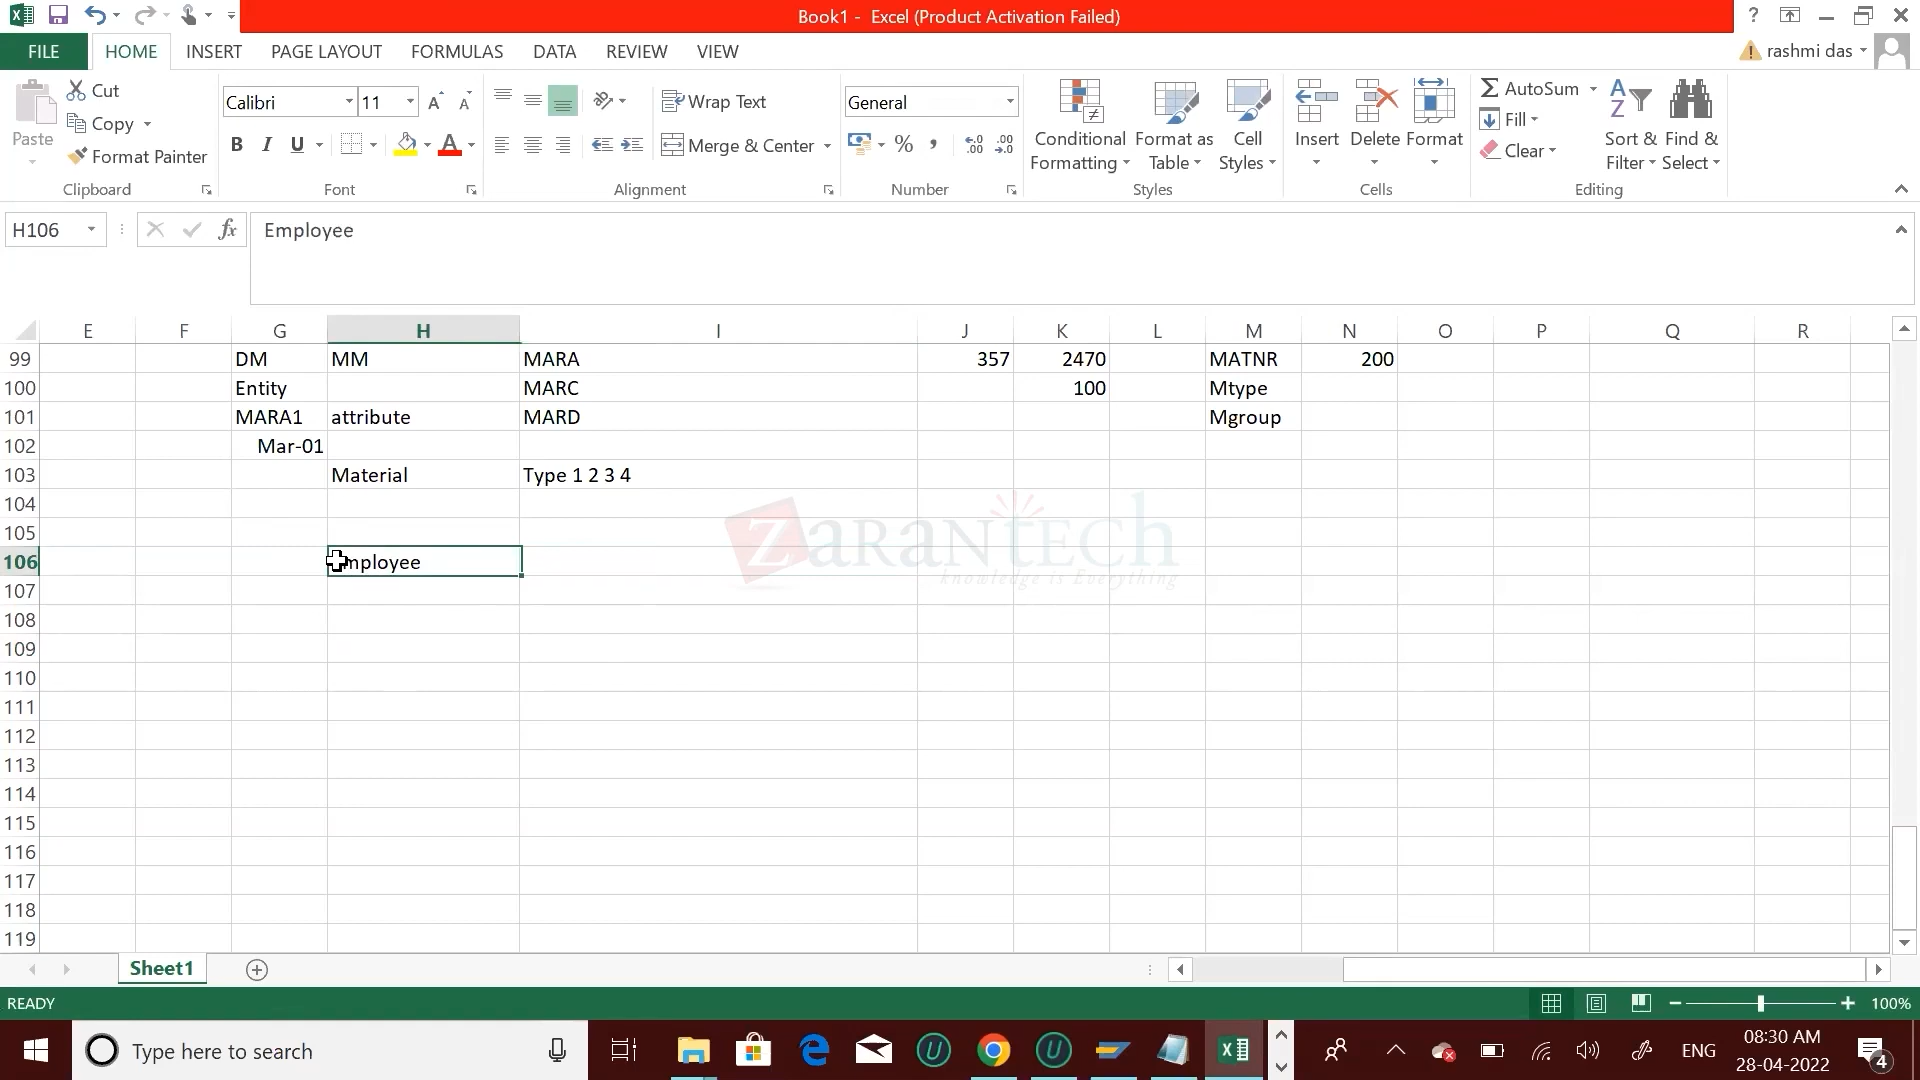 Book1 - Excel (Product Activation Failed)
?
FILE HOME INSERT PAGE LAYOUT FORMULAS DATA REVIEW VIEW
rashmi das
Cut
Copy
Format Painter
Paste
Clipboard
Calibri 11
B I U
Font
Wrap Text
Merge & Center
Alignment
General
%
Number
Conditional Formatting
Format as Table
Cell Styles
Styles
Insert Delete Format
Cells
AutoSum
Fill
Clear
Sort & Filter
Find & Select
Editing
H106 fx Employee
E F G H I J K L M N O P Q R
99 DM MM MARA 357 2470 MATNR 200
100 Entity MARC 100 Mtype
101 MARA1 attribute MARD Mgroup
102 Mar-01
103 Material Type 1 2 3 4
104
105
106 Employee
107
108
109
110
111
112
113
114
115
116
117
118
119
ZARANTECH
knowledge is Everything
Sheet1
READY 100%
Type here to search
ENG
08:30 AM
28-04-2022
4